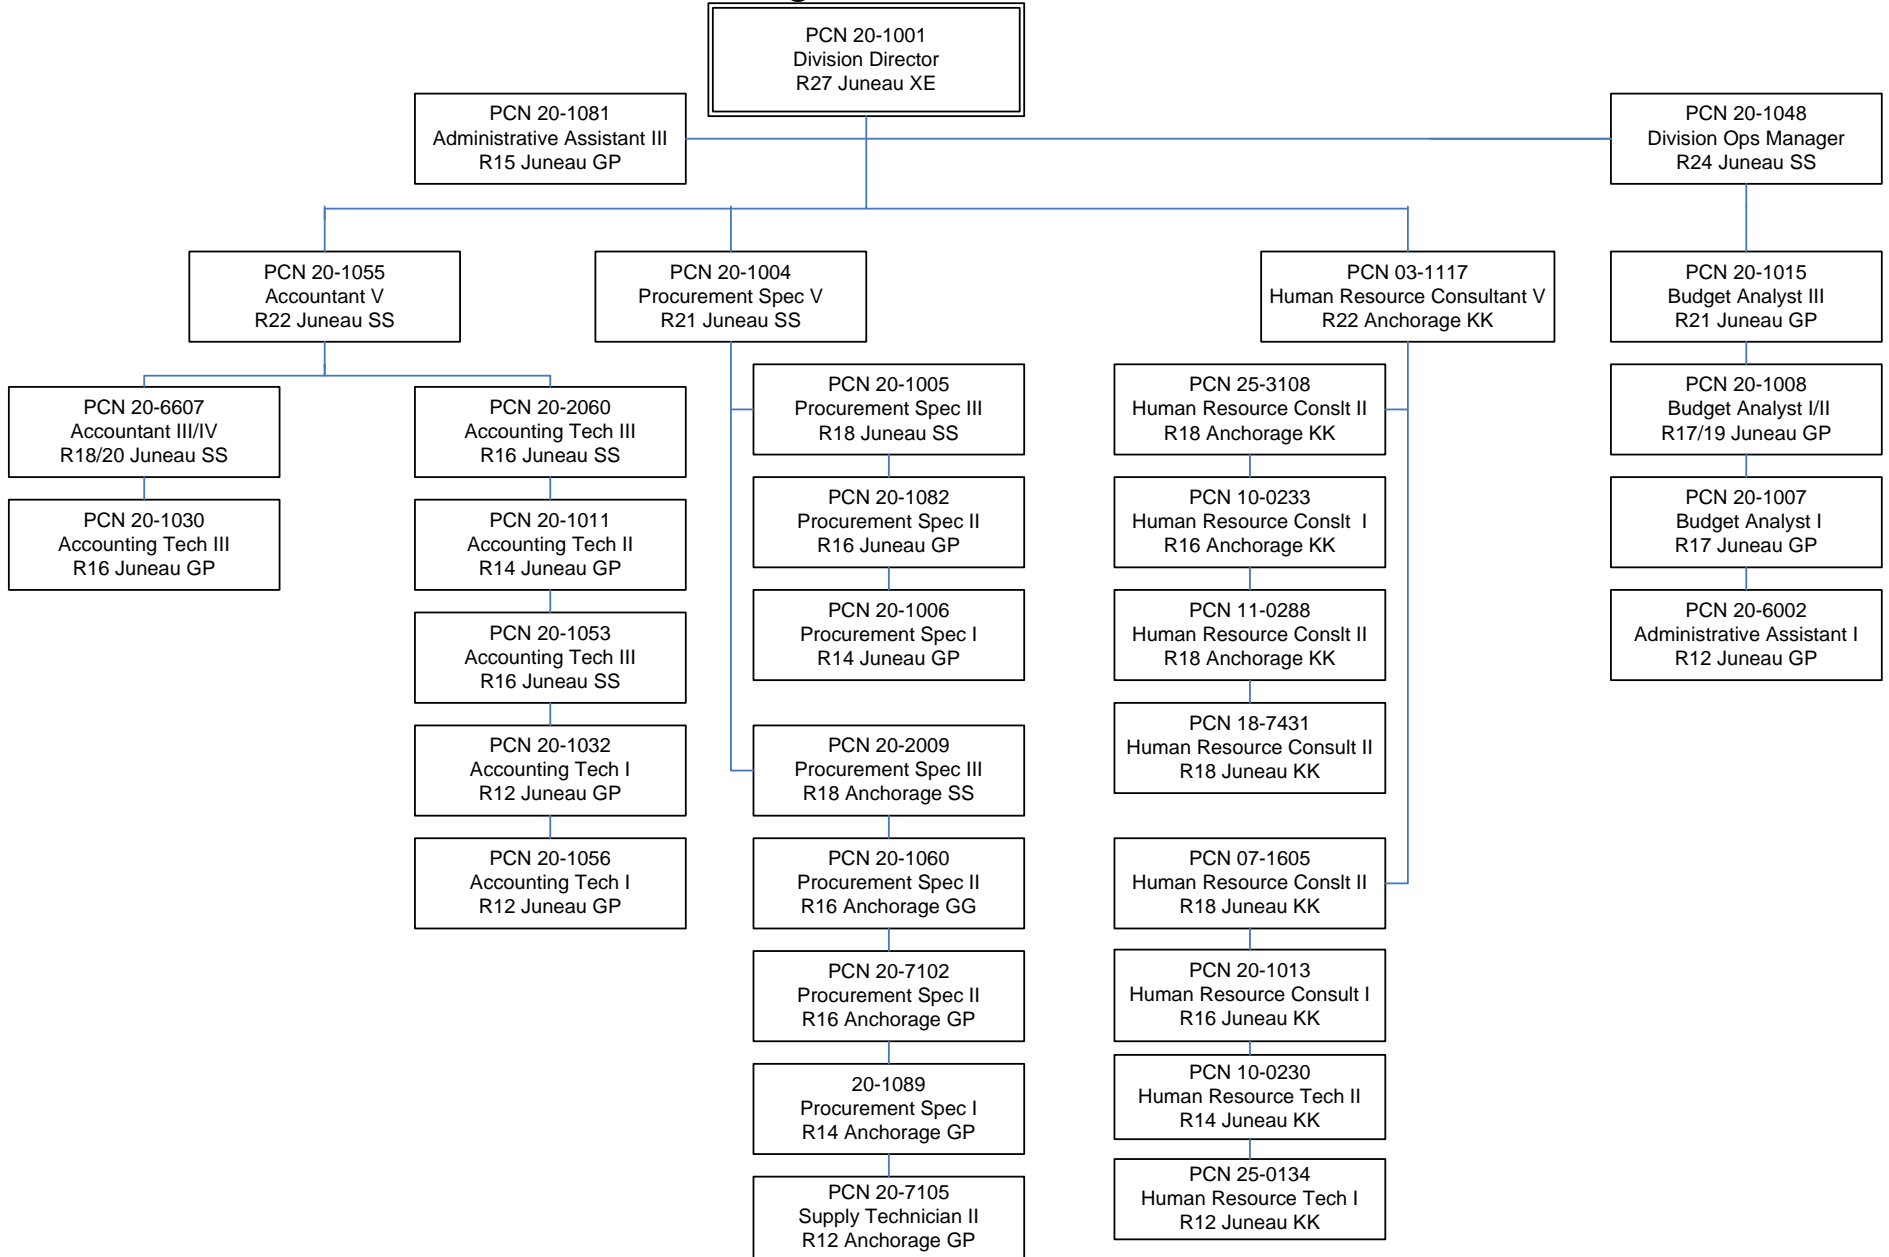 PCN 20-1001
Division Director
R27 Juneau XE
PCN 20-1081
Administrative Assistant III
R15 Juneau GP
PCN 20-1048
Division Ops Manager
R24 Juneau SS
PCN 20-1055
Accountant V
R22 Juneau SS
PCN 20-1004
Procurement Spec V
R21 Juneau SS
PCN 03-1117
Human Resource Consultant V
R22 Anchorage KK
PCN 20-1015
Budget Analyst III
R21 Juneau GP
PCN 20-6607
Accountant III/IV
R18/20 Juneau SS
PCN 20-1030
Accounting Tech III
R16 Juneau GP
PCN 20-2060
Accounting Tech III
R16 Juneau SS
PCN 20-1011
Accounting Tech II
R14 Juneau GP
PCN 20-1053
Accounting Tech III
R16 Juneau SS
PCN 20-1032
Accounting Tech I
R12 Juneau GP
PCN 20-1056
Accounting Tech I
R12 Juneau GP
PCN 20-1005
Procurement Spec III
R18 Juneau SS
PCN 20-1082
Procurement Spec II
R16 Juneau GP
PCN 20-1006
Procurement Spec I
R14 Juneau GP
PCN 20-2009
Procurement Spec III
R18 Anchorage SS
PCN 20-1060
Procurement Spec II
R16 Anchorage GG
PCN 20-7102
Procurement Spec II
R16 Anchorage GP
20-1089
Procurement Spec I
R14 Anchorage GP
PCN 20-7105
Supply Technician II
R12 Anchorage GP
PCN 25-3108
Human Resource Conslt II
R18 Anchorage KK
PCN 10-0233
Human Resource Conslt I
R16 Anchorage KK
PCN 11-0288
Human Resource Conslt II
R18 Anchorage KK
PCN 18-7431
Human Resource Consult II
R18 Juneau KK
PCN 07-1605
Human Resource Conslt II
R18 Juneau KK
PCN 20-1013
Human Resource Consult I
R16 Juneau KK
PCN 10-0230
Human Resource Tech II
R14 Juneau KK
PCN 25-0134
Human Resource Tech I
R12 Juneau KK
PCN 20-1008
Budget Analyst I/II
R17/19 Juneau GP
PCN 20-1007
Budget Analyst I
R17 Juneau GP
PCN 20-6002
Administrative Assistant I
R12 Juneau GP